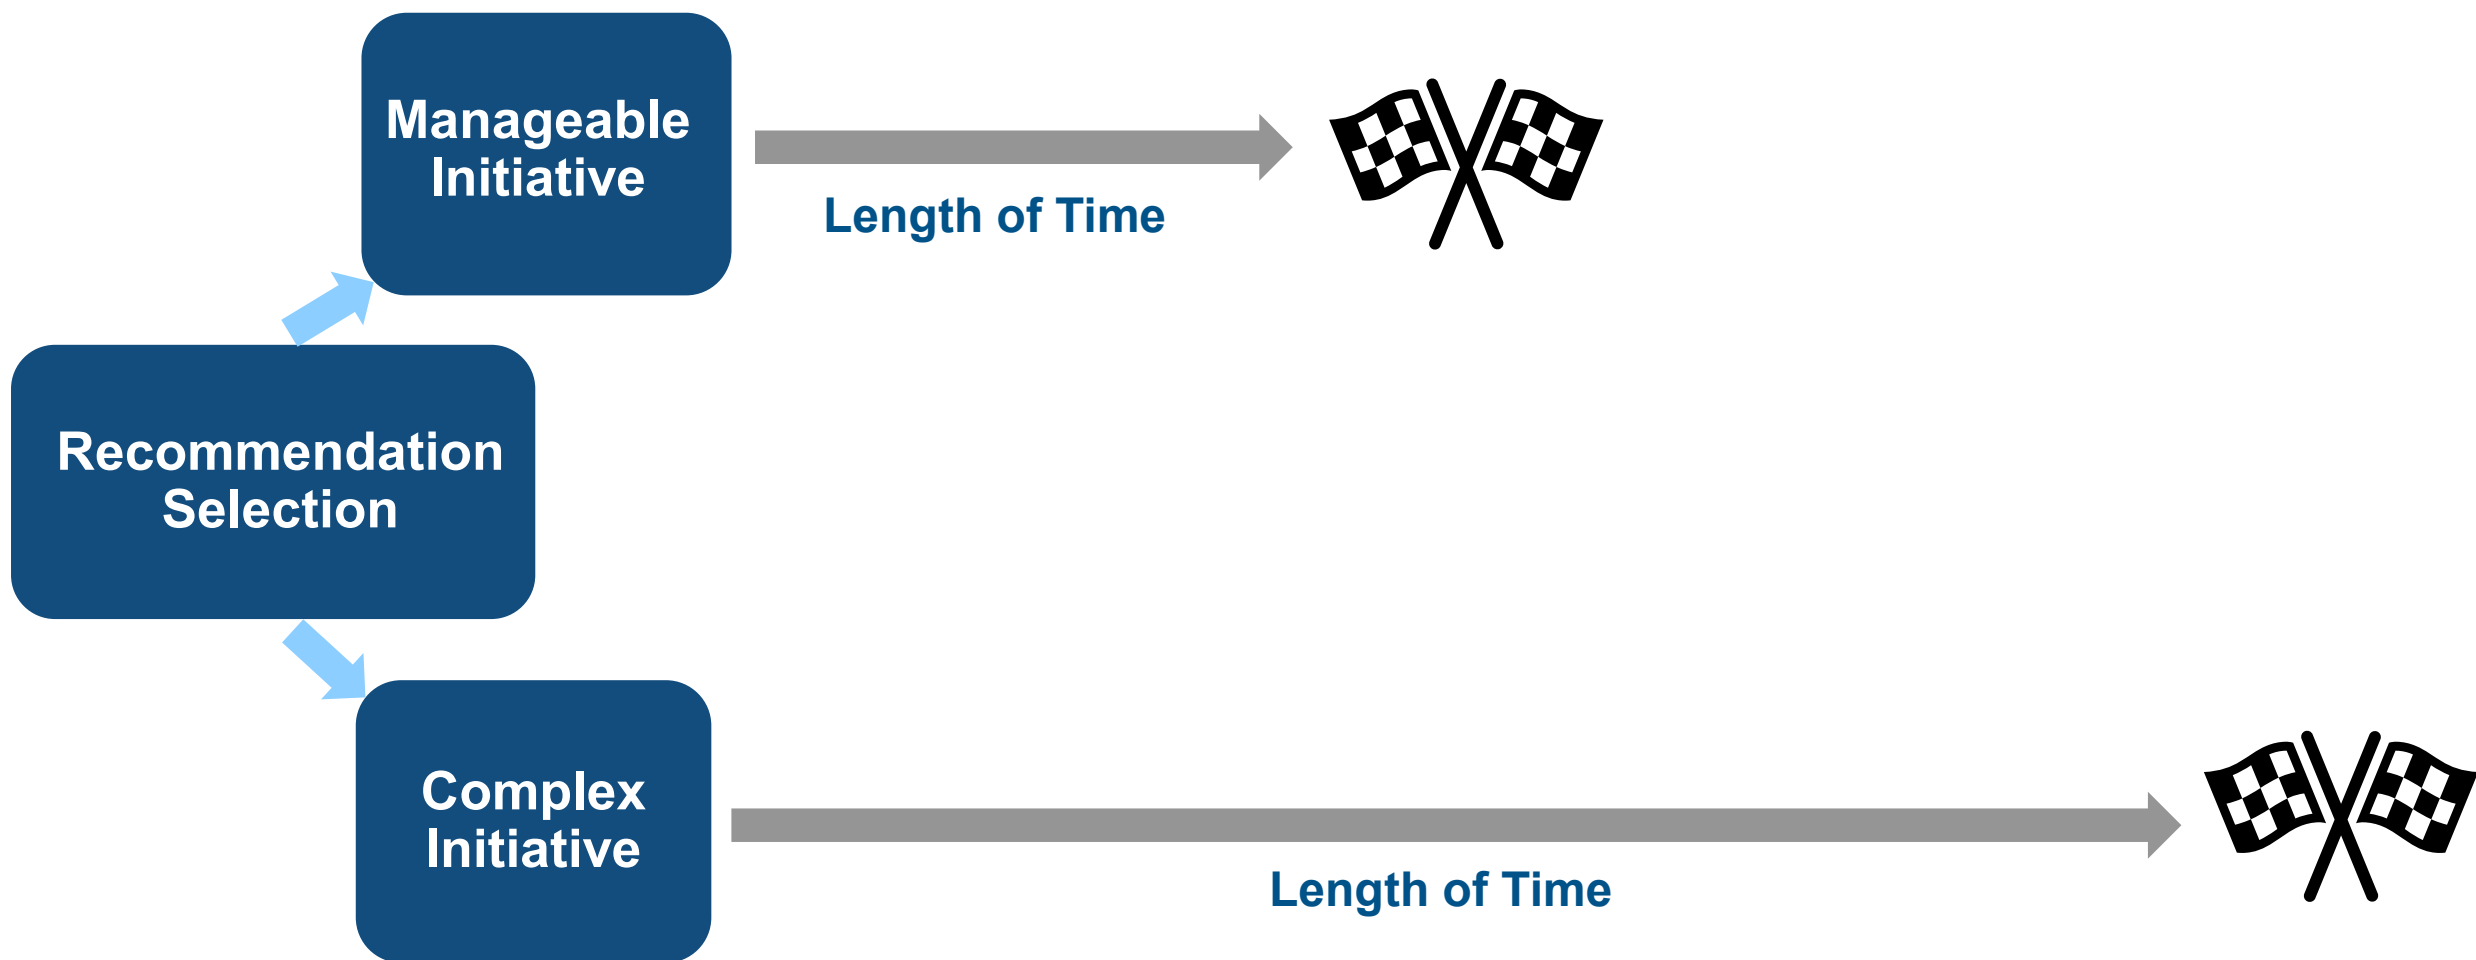 Manageable
Initiative
Length of Time
Recommendation
Selection
Complex
Initiative
Length of Time